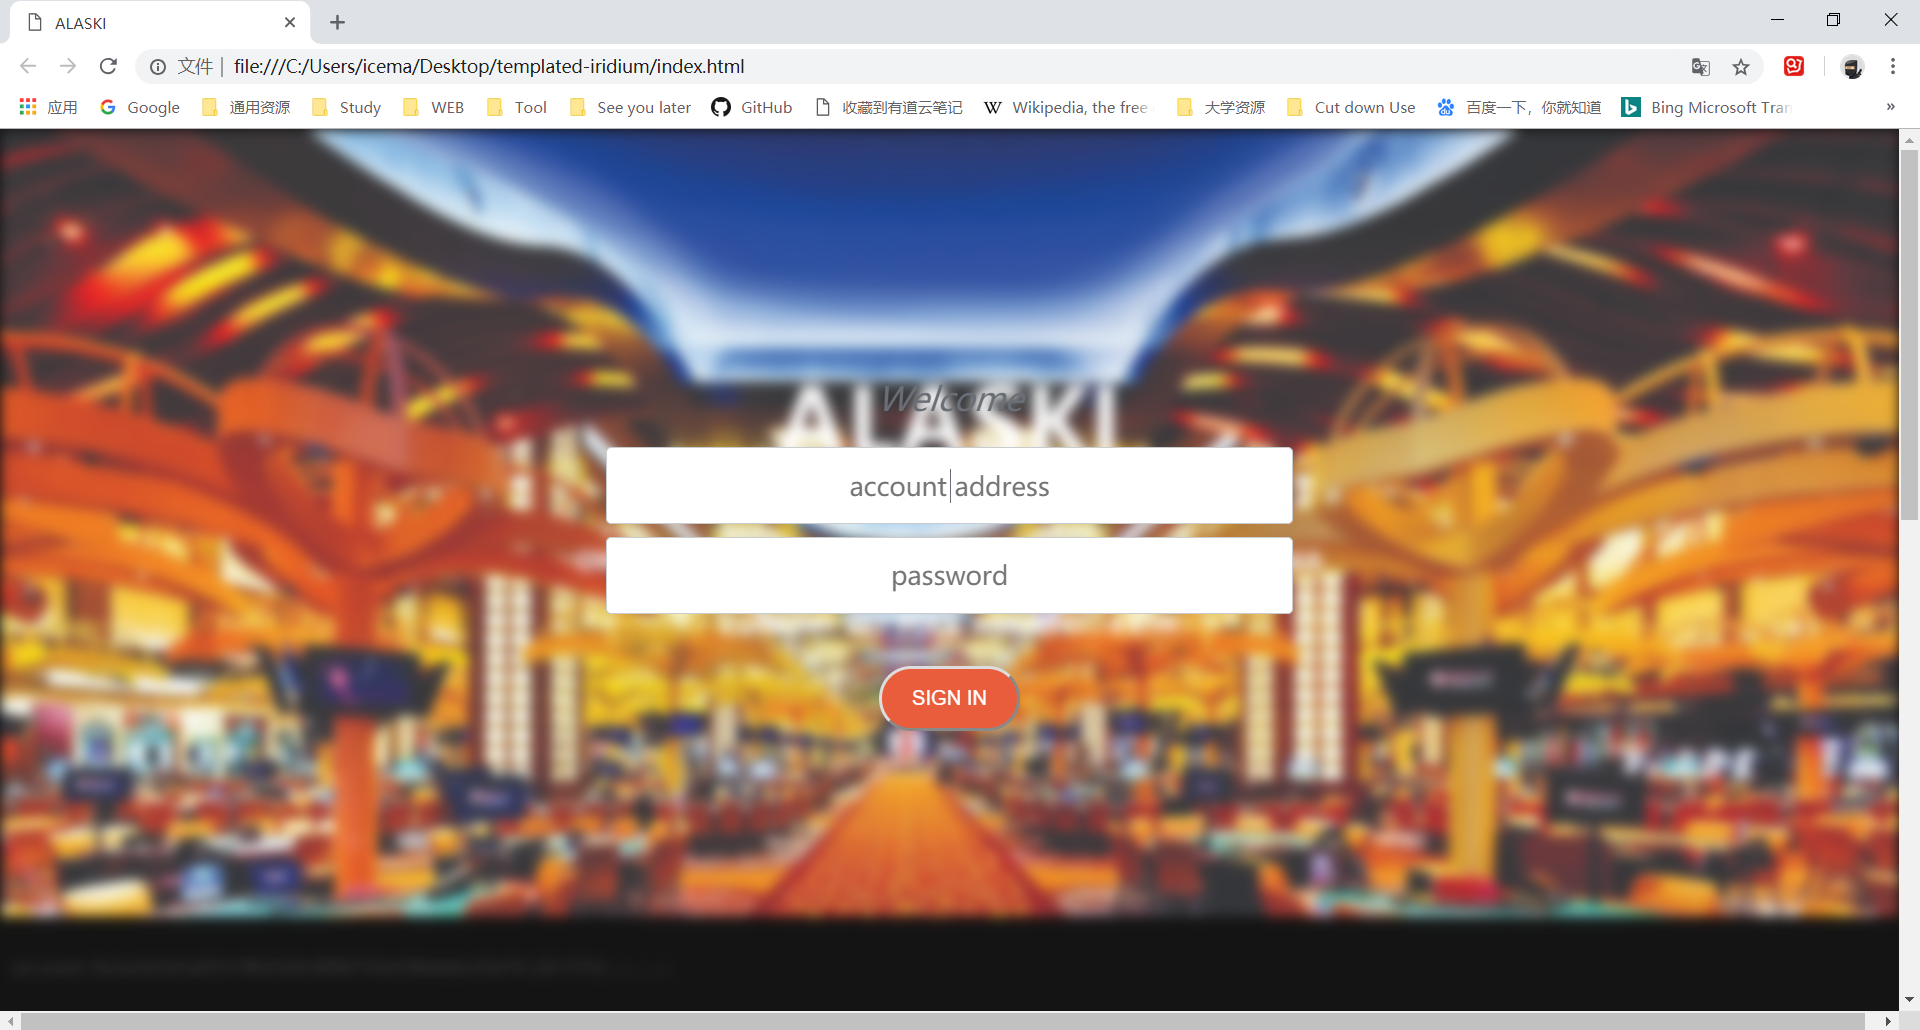 ALASKI
文件 | file:///C:/Users/icema/Desktop/templated-iridium/index.html
应用 Google 通用资源 Study WEB Tool See you later GitHub 收藏到有道云笔记 Wikipedia, the free 大学资源 Cut down Use 百度一下，你就知道 Bing Microsoft Tran »
ALASKI
Welcome
account address
password
SIGN IN